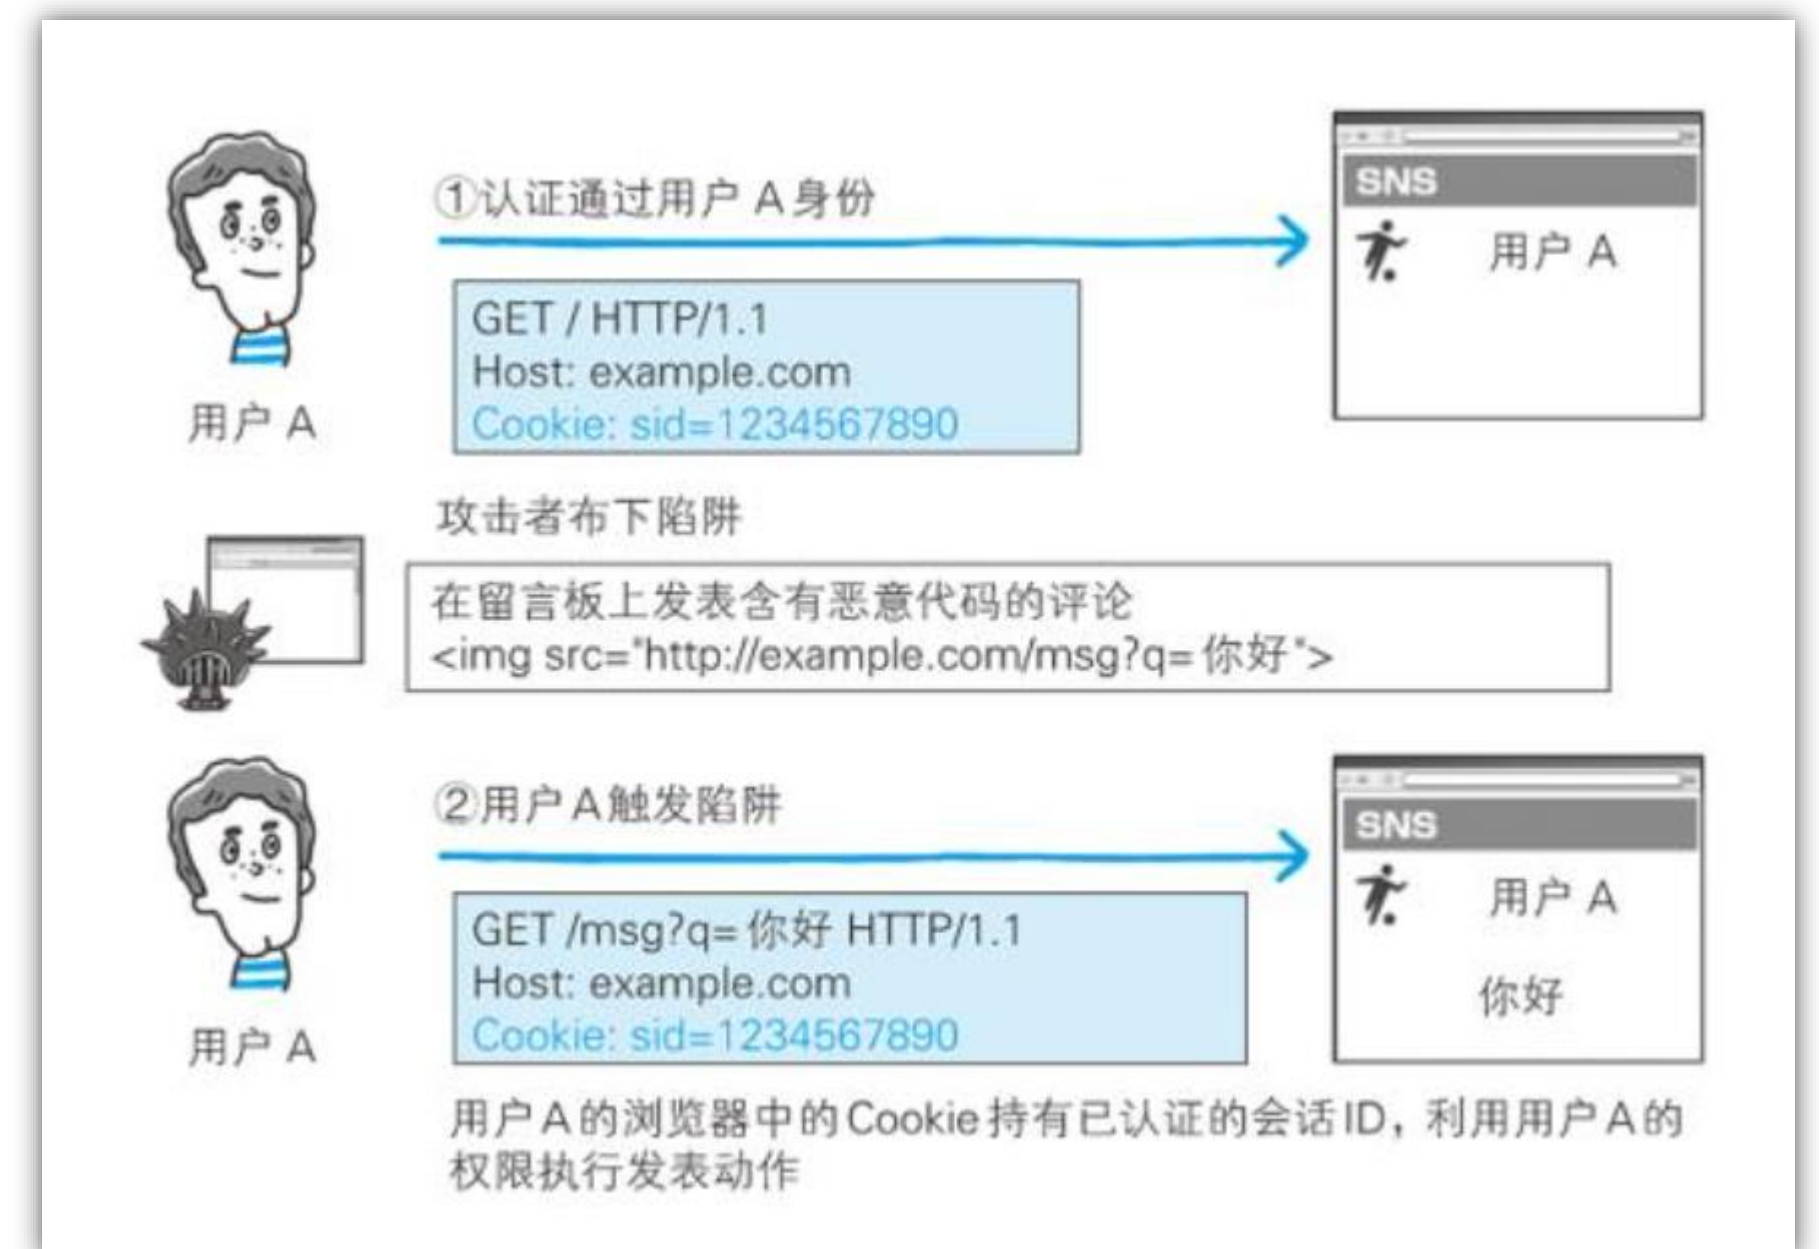 ①认证通过用户 A 身份
SNS
用户 A
GET / HTTP/1.1
Host: example.com
Cookie: sid=1234567890
用户 A
攻击者布下陷阱
在留言板上发表含有恶意代码的评论
<img src="http://example.com/msg?q=你好">
②用户 A 触发陷阱
SNS
用户 A
你好
GET /msg?q=你好 HTTP/1.1
Host: example.com
Cookie: sid=1234567890
用户 A
用户 A 的浏览器中的 Cookie 持有已认证的会话 ID，利用用户 A 的
权限执行发表动作